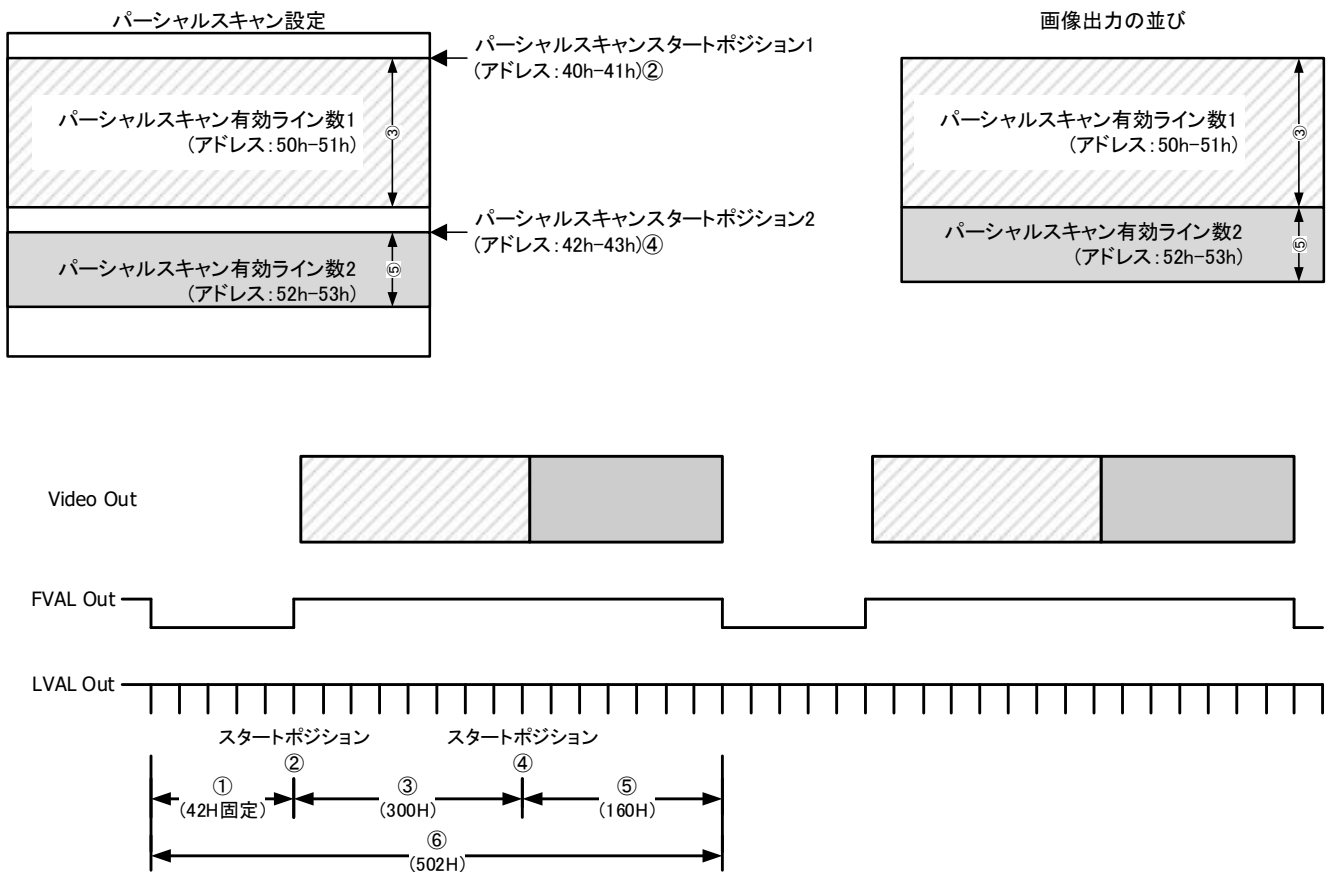 パーシャルスキャン設定
パーシャルスキャンスタートポジション1
(アドレス:40h-41h)②
パーシャルスキャン有効ライン数1
(アドレス:50h-51h)
③
パーシャルスキャンスタートポジション2
(アドレス:42h-43h)④
パーシャルスキャン有効ライン数2
(アドレス:52h-53h)
⑤
画像出力の並び
パーシャルスキャン有効ライン数1
(アドレス:50h-51h)
③
パーシャルスキャン有効ライン数2
(アドレス:52h-53h)
⑤
Video Out
FVAL Out
LVAL Out
スタートポジション
②
スタートポジション
④
①
(42H固定)
③
(300H)
⑤
(160H)
⑥
(502H)